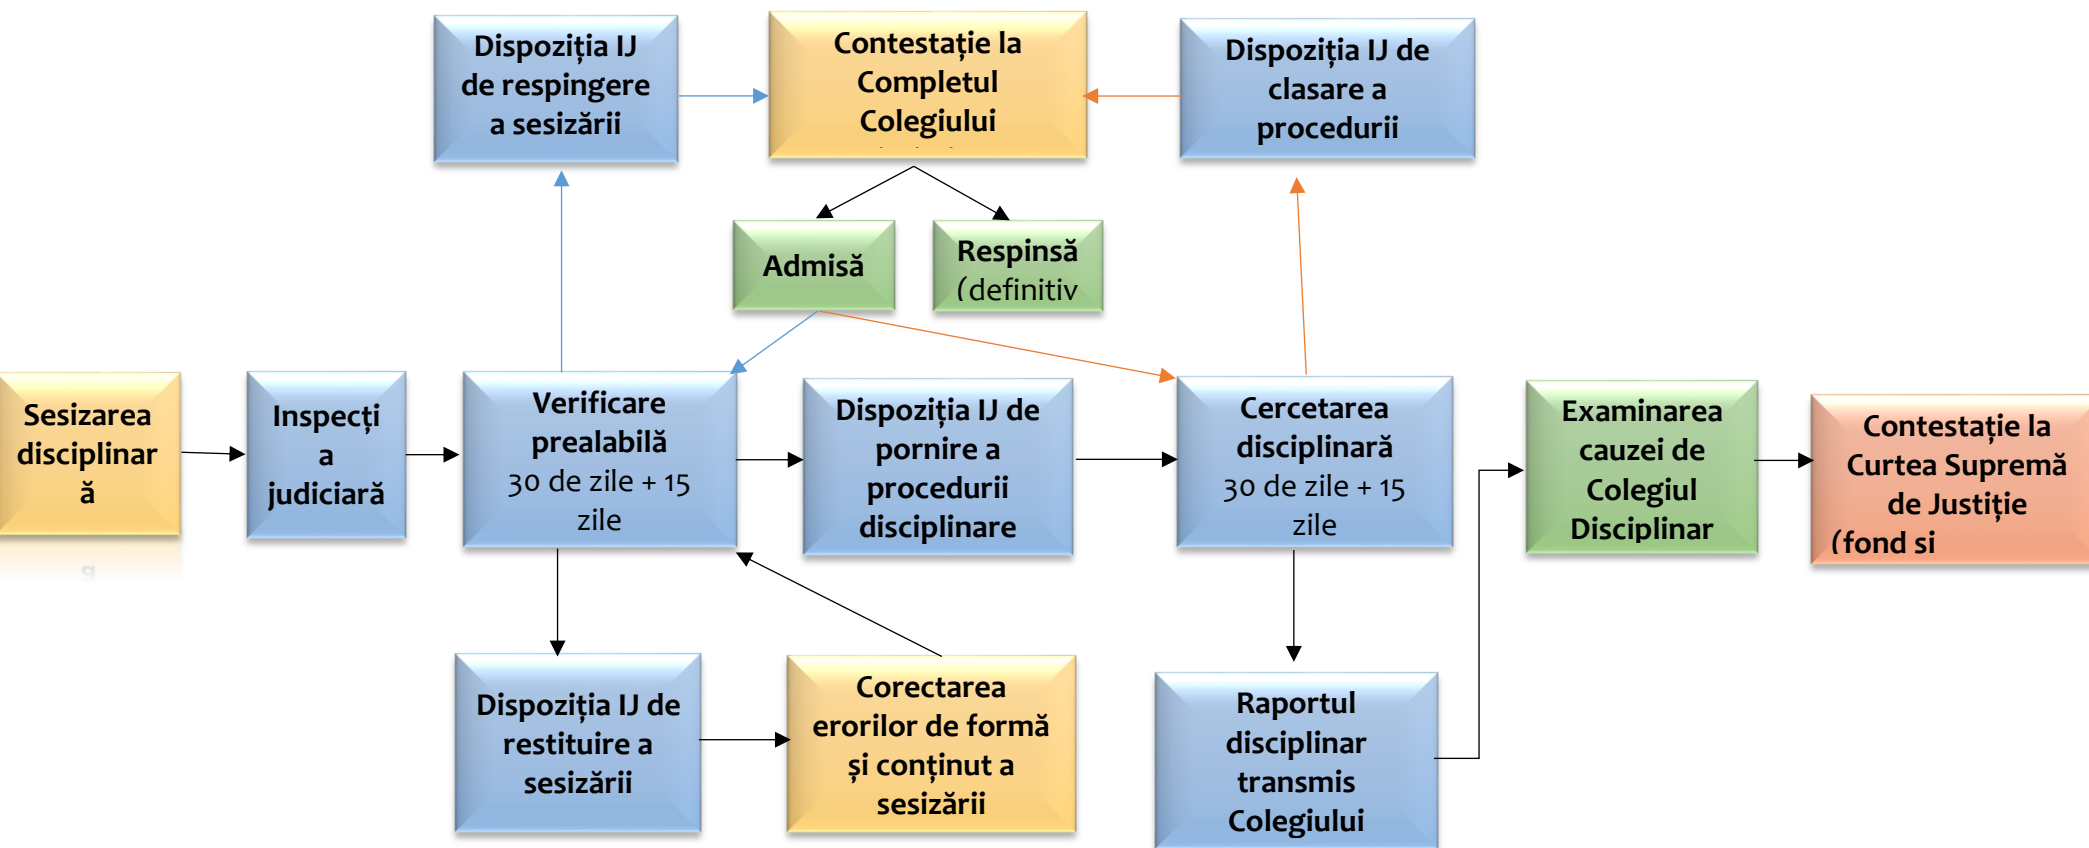 Dispoziția IJ
de respingere
a sesizării
Contestație la
Completul
Colegiului
Dispoziția IJ de
clasare a
procedurii
Admisă
Respinsă
(definitiv
Sesizarea
disciplinar
ă
Inspecți
a
judiciară
Verificare
prealabilă
30 de zile + 15
zile
Dispoziția IJ de
pornire a
procedurii
disciplinare
Cercetarea
disciplinară
30 de zile + 15
zile
Examinarea
cauzei de
Colegiul
Disciplinar
Contestație la
Curtea Supremă
de Justiție
(fond si
Dispoziția IJ de
restituire a
sesizării
Corectarea
erorilor de formă
și conținut a
sesizării
Raportul
disciplinar
transmis
Colegiului